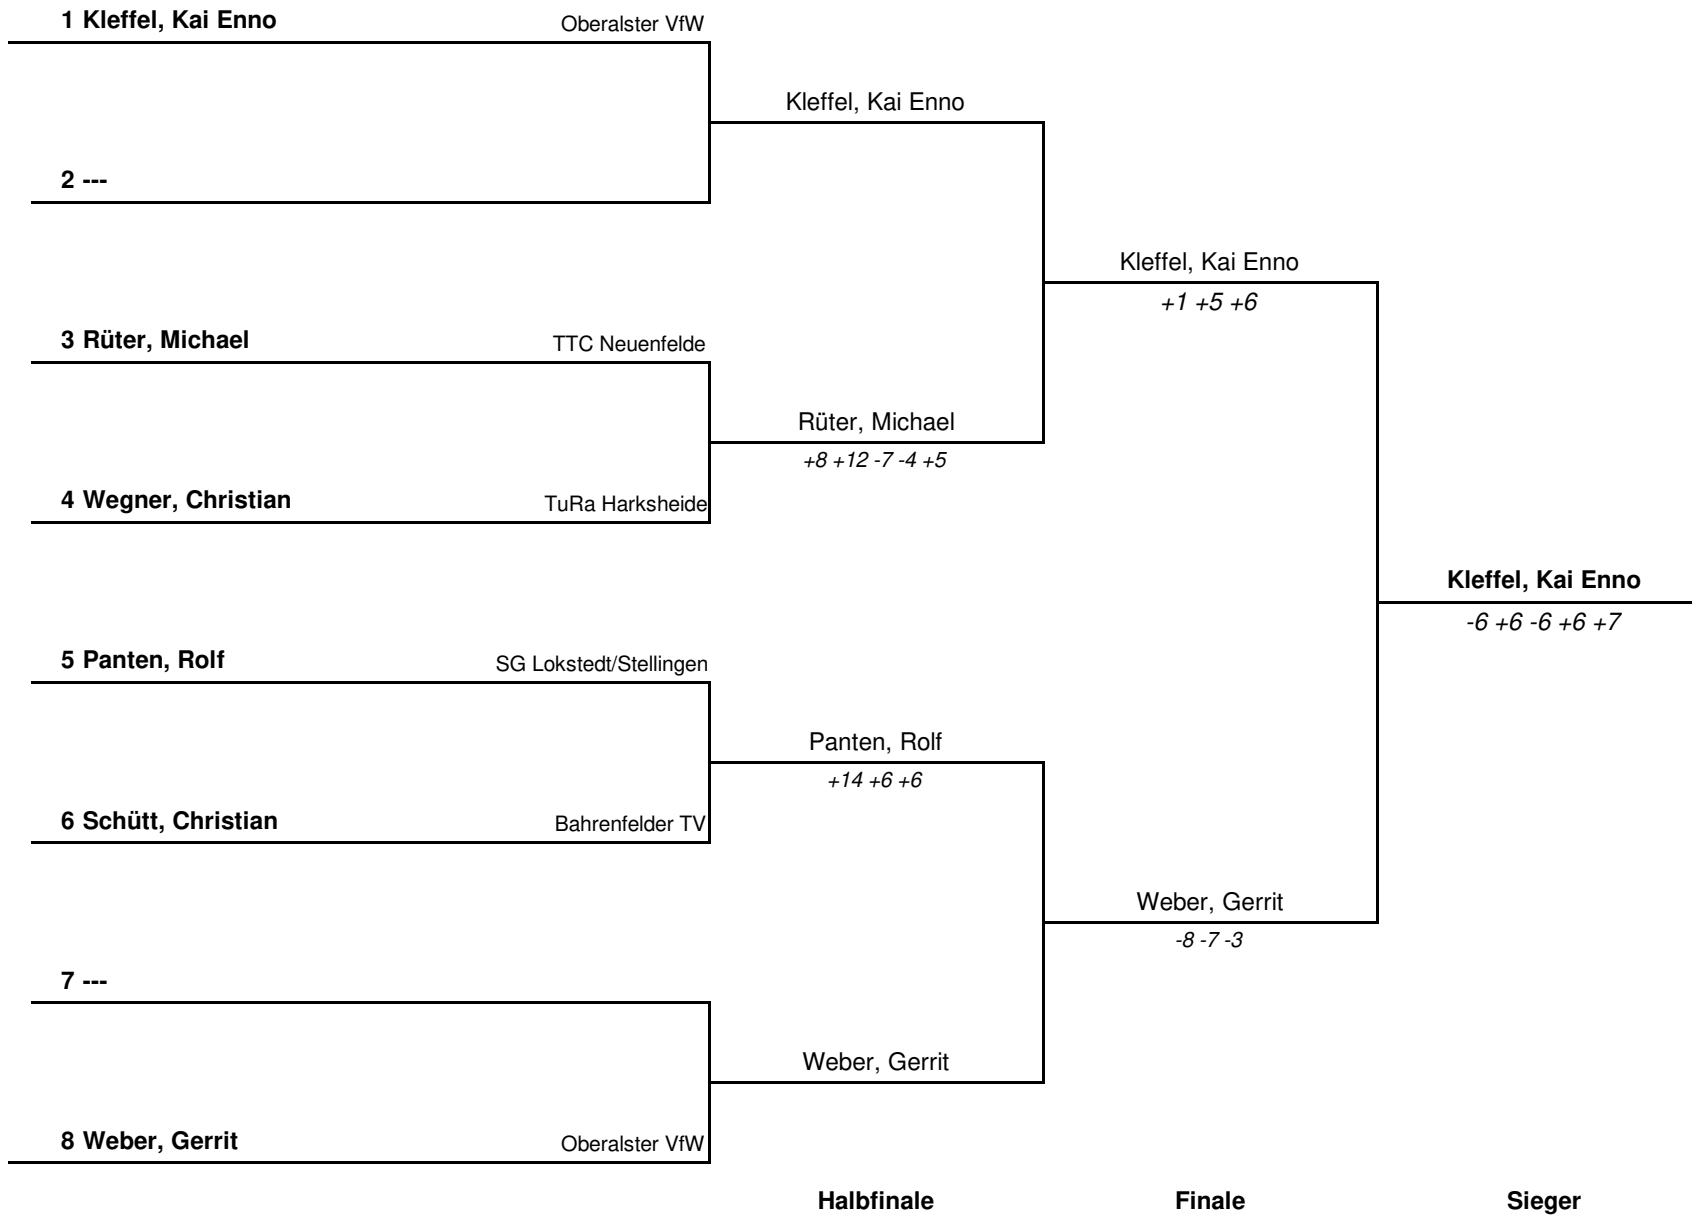 1 Kleffel, Kai Enno Oberalster VfW
Kleffel, Kai Enno
2 ---
Kleffel, Kai Enno
+1 +5 +6
3 Rüter, Michael TTC Neuenfelde
Rüter, Michael
+8 +12 -7 -4 +5
4 Wegner, Christian TuRa Harksheide
Kleffel, Kai Enno
-6 +6 -6 +6 +7
5 Panten, Rolf SG Lokstedt/Stellingen
Panten, Rolf
+14 +6 +6
6 Schütt, Christian Bahrenfelder TV
Weber, Gerrit
-8 -7 -3
7 ---
Weber, Gerrit
8 Weber, Gerrit Oberalster VfW
Halbfinale Finale Sieger